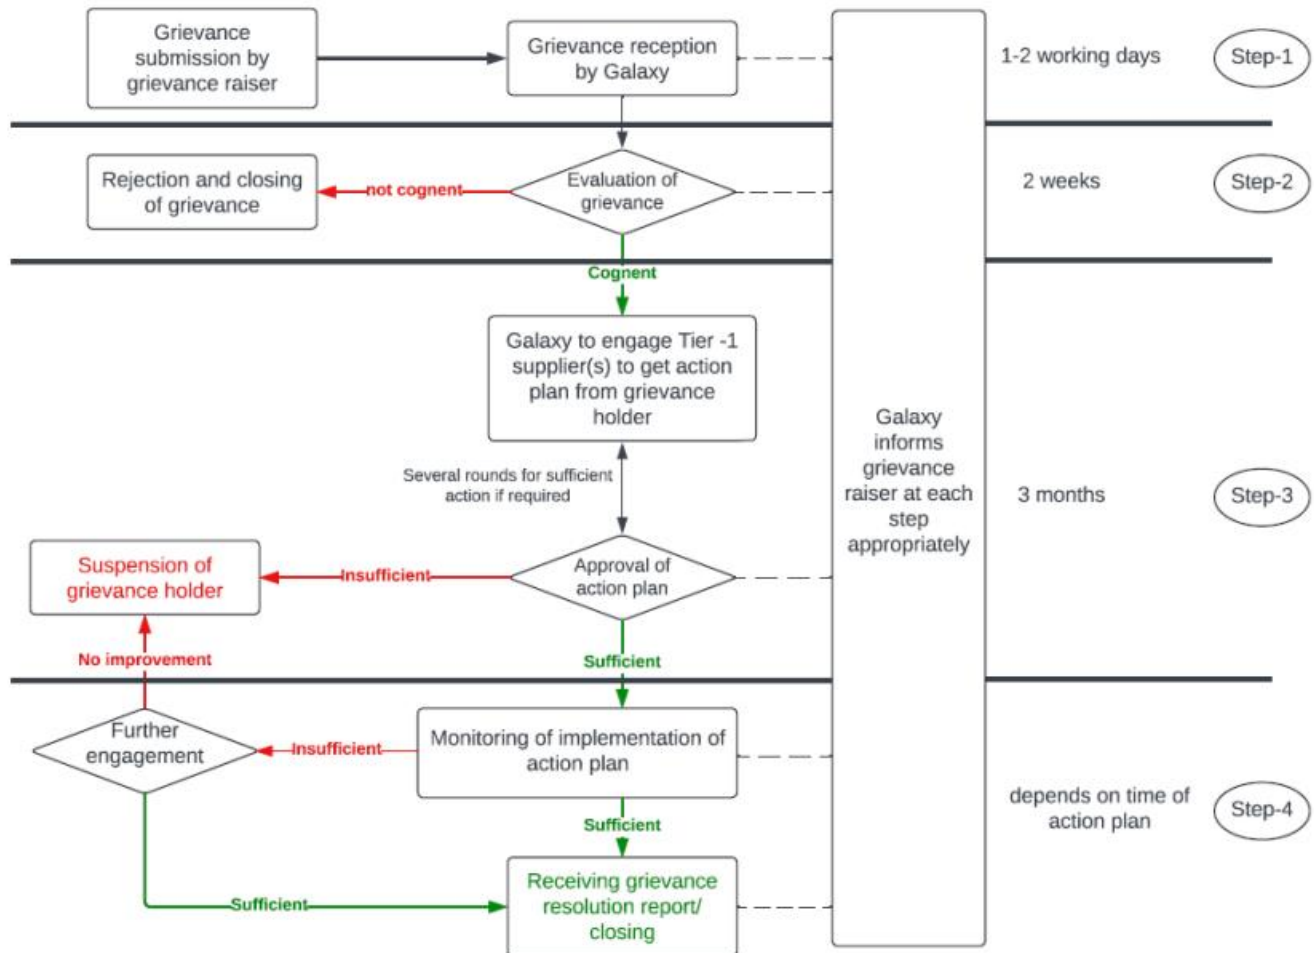 Grievance
submission by
grievance raiser
Grievance reception
by Galaxy
1-2 working days
Step-1
Rejection and closing
of grievance
not cognent
Evaluation of
grievance
2 weeks
Step-2
Cognent
Galaxy to engage Tier -1
supplier(s) to get action
plan from grievance
holder
Galaxy
informs
grievance
raiser at each
step
appropriately
Several rounds for sufficient
action if required
3 months
Step-3
Suspension of
grievance holder
Insufficient
Approval of
action plan
No improvement
Sufficient
Further
engagement
Insufficient
Monitoring of implementation of
action plan
depends on time of
action plan
Step-4
Sufficient
Sufficient
Receiving grievance
resolution report/
closing